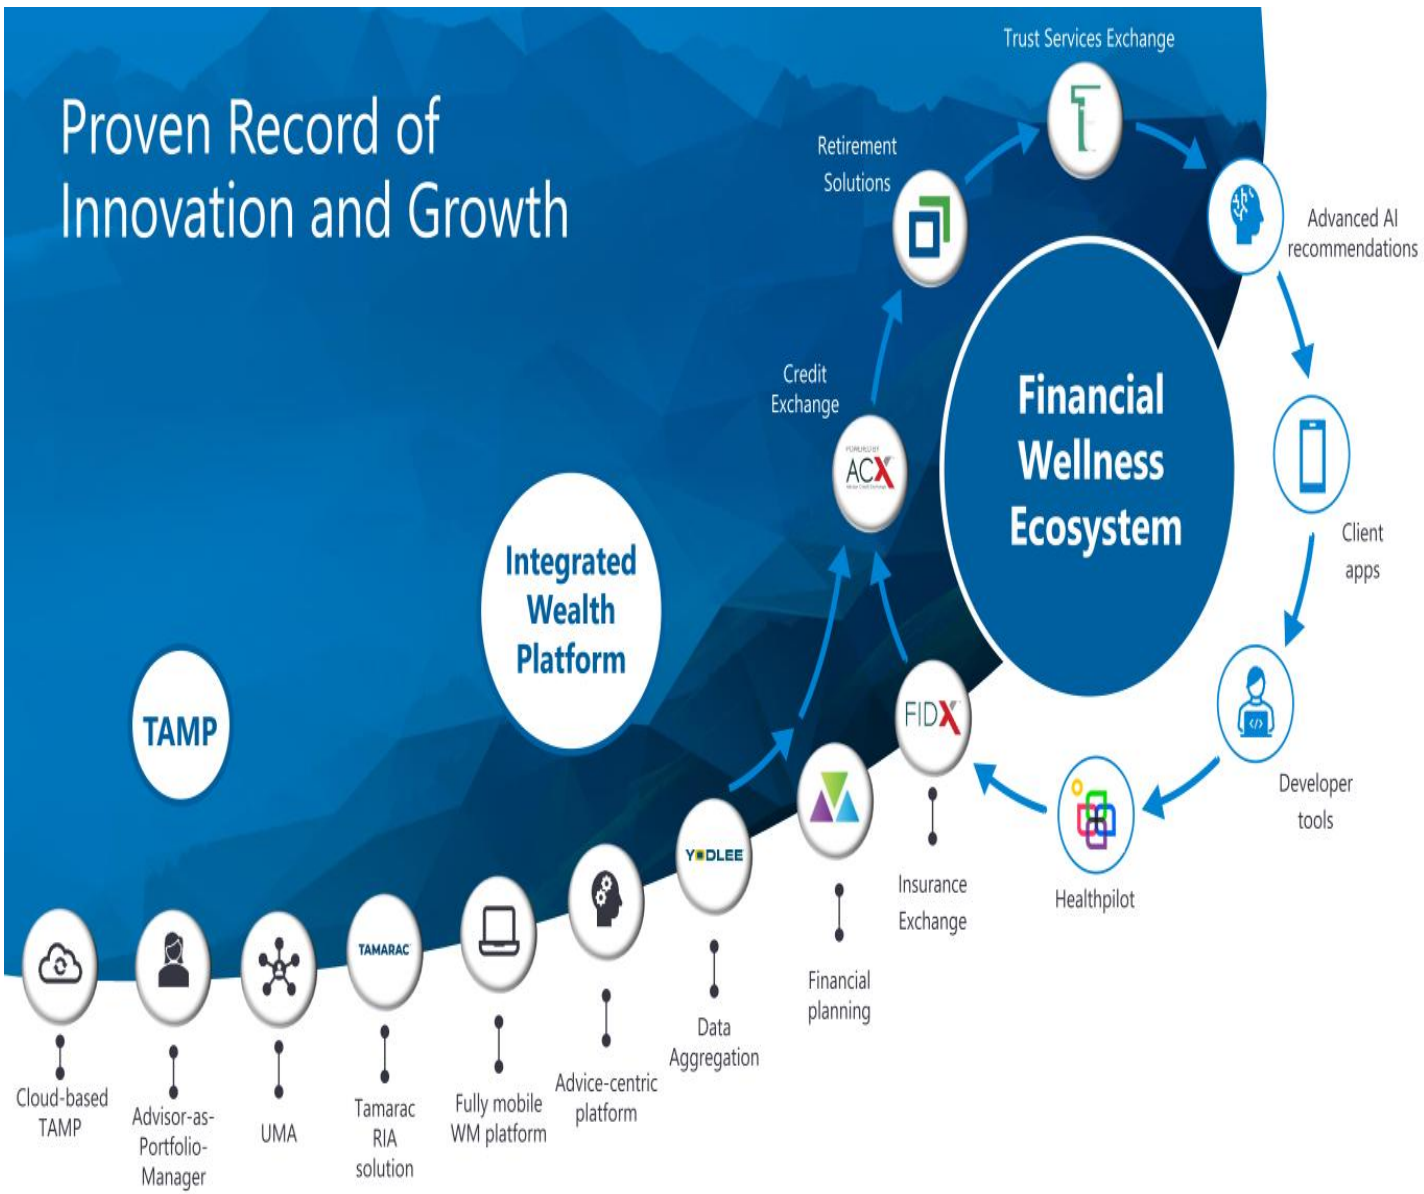 Proven Record of
Innovation and Growth
Trust Services Exchange
Retirement
Solutions
Advanced AI
recommendations
Credit
Exchange
ACX
Financial
Wellness
Ecosystem
Client
apps
Integrated
Wealth
Platform
TAMP
FIDX
Developer
tools
YODLEE
Healthpilot
Insurance
Exchange
TAMARAC
Financial
planning
Data
Aggregation
Advice-centric
platform
Fully mobile
WM platform
Tamarac
RIA
solution
UMA
Advisor-as-
Portfolio-
Manager
Cloud-based
TAMP